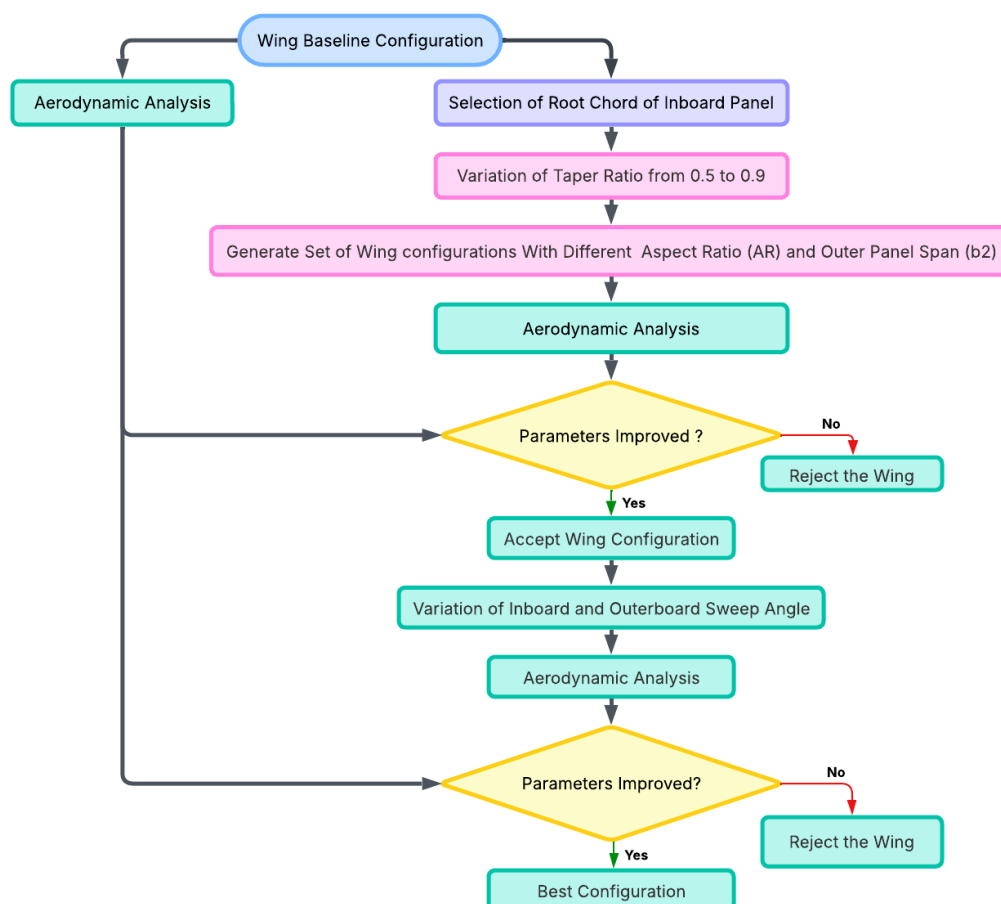 Wing Baseline Configuration
Aerodynamic Analysis
Selection of Root Chord of Inboard Panel
Variation of Taper Ratio from 0.5 to 0.9
Generate Set of Wing configurations With Different Aspect Ratio (AR) and Outer Panel Span (b2)
Aerodynamic Analysis
Parameters Improved ?
No
Reject the Wing
Yes
Accept Wing Configuration
Variation of Inboard and Outerboard Sweep Angle
Aerodynamic Analysis
Parameters Improved?
No
Reject the Wing
Yes
Best Configuration